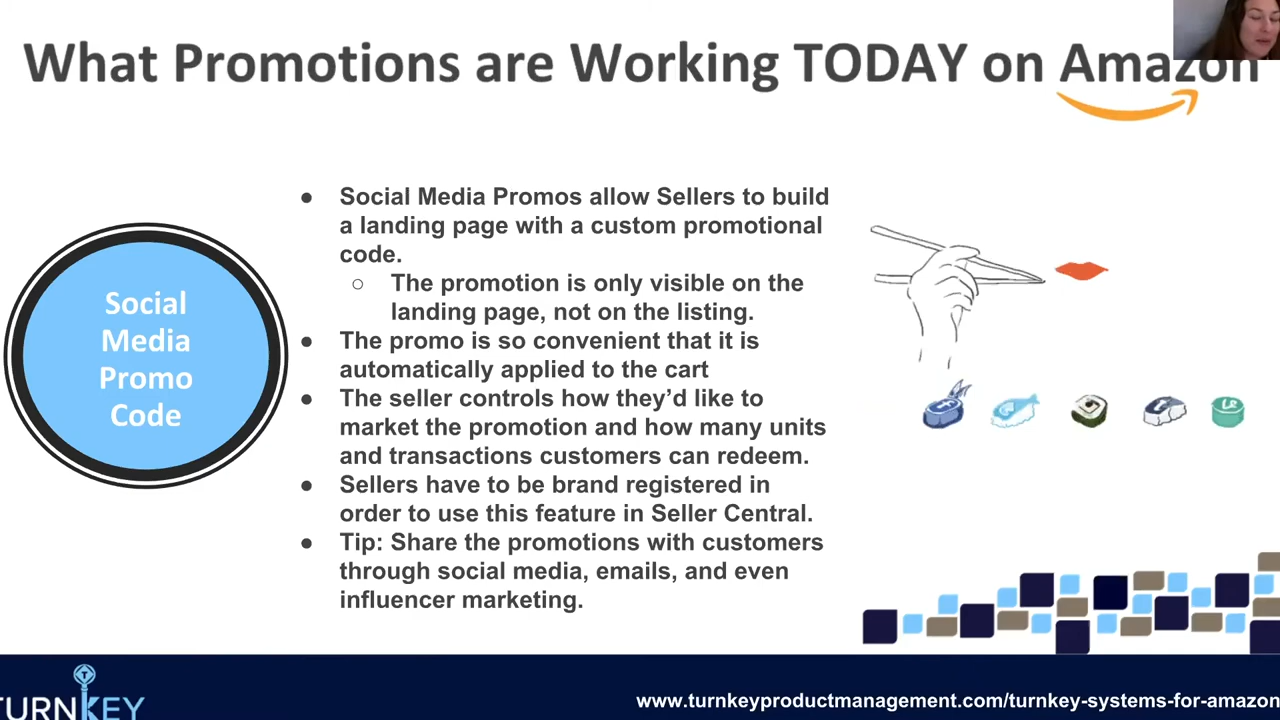 What Promotions are Working TODAY on Amazon
Social
Media
Promo
Code
● Social Media Promos allow Sellers to build
a landing page with a custom promotional
code.
○ The promotion is only visible on the
landing page, not on the listing.
● The promo is so convenient that it is
automatically applied to the cart
● The seller controls how they’d like to
market the promotion and how many units
and transactions customers can redeem.
● Sellers have to be brand registered in
order to use this feature in Seller Central.
● Tip: Share the promotions with customers
through social media, emails, and even
influencer marketing.
TURNKEY
www.turnkeyproductmanagement.com/turnkey-systems-for-amazon